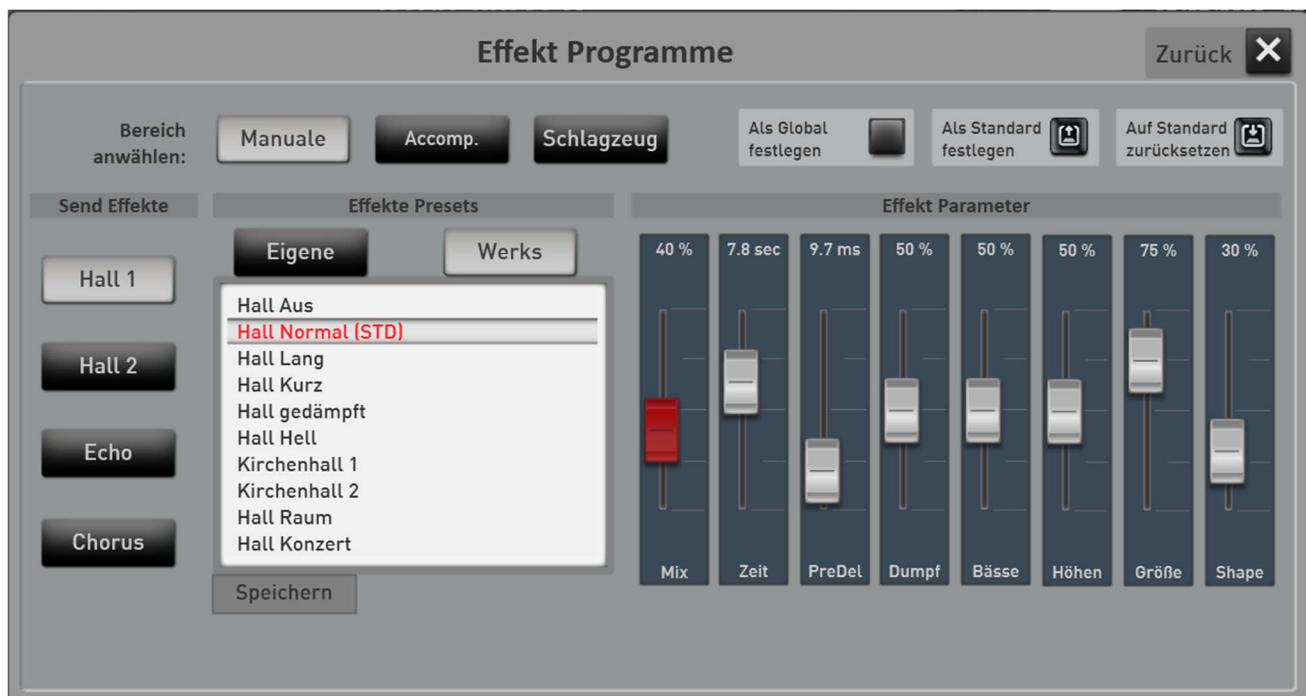 Effekt Programme
Zurück
Bereich
anwählen:
Manuale
Accomp.
Schlagzeug
Als Global
festlegen
Als Standard
festlegen
Auf Standard
zurücksetzen
Send Effekte
Effekte Presets
Effekt Parameter
Hall 1
Hall 2
Echo
Chorus
Eigene
Werks
Hall Aus
Hall Normal (STD)
Hall Lang
Hall Kurz
Hall gedämpft
Hall Hell
Kirchenhall 1
Kirchenhall 2
Hall Raum
Hall Konzert
Speichern
40 % 7.8 sec 9.7 ms 50 % 50 % 50 % 75 % 30 %
Mix Zeit PreDel Dumpf Bässe Höhen Größe Shape